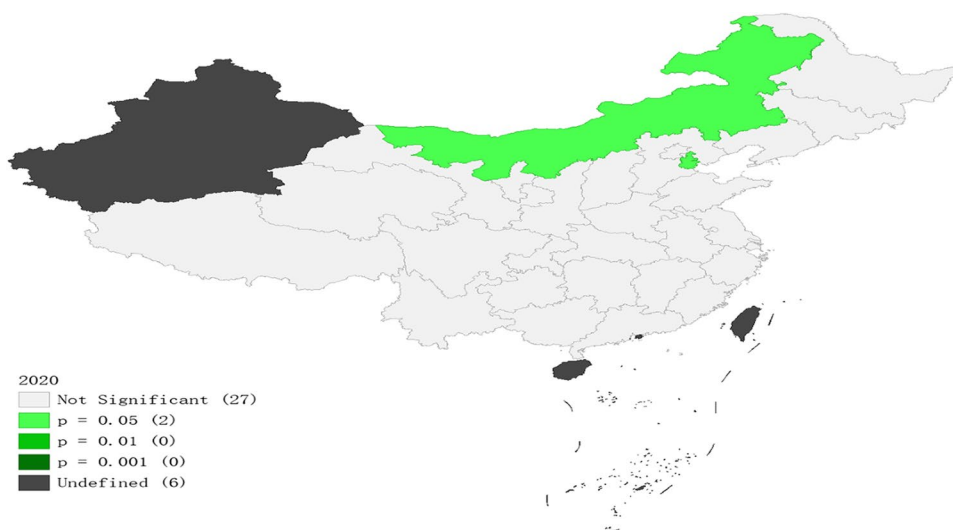 2020
Not Significant (27)
p = 0.05 (2)
p = 0.01 (0)
p = 0.001 (0)
Undefined (6)